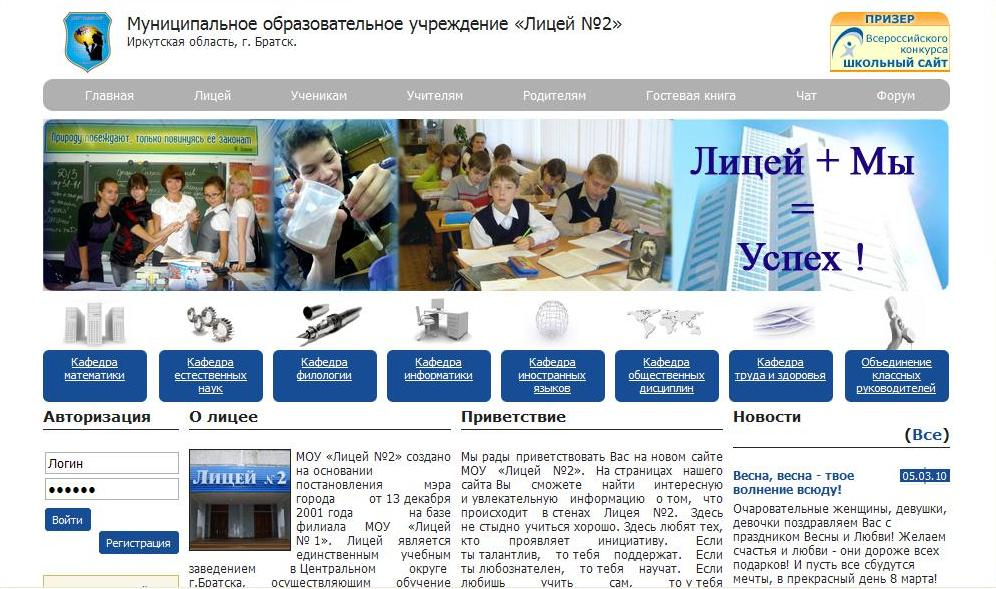 Муниципальное образовательное учреждение «Лицей №2»
Иркутская область, г. Братск.
ПРИЗЕР
Всероссийского
конкурса
ШКОЛЬНЫЙ САЙТ
Главная Лицей Ученикам Учителям Родителям Гостевая книга Чат Форум
Природу побеждают, только повинуясь её законам
Лицей + Мы
=
Успех !
Кафедра
математики
Кафедра
естественных
наук
Кафедра
филологии
Кафедра
информатики
Кафедра
иностранных
языков
Кафедра
общественных
дисциплин
Кафедра
труда и здоровья
Объединение
классных
руководителей
Авторизация
Логин
••••••
Войти
Регистрация
О лицее
Лицей №2
МОУ «Лицей №2» создано
на основании
постановления мэра
города от 13 декабря
2001 года на базе
филиала МОУ «Лицей
№ 1». Лицей является
единственным учебным
заведением в Центральном округе
г.Братска, осуществляющим обучение
Приветствие
Мы рады приветствовать Вас на новом сайте
МОУ «Лицей №2». На страницах нашего
сайта Вы сможете найти интересную
и увлекательную информацию о том, что
происходит в стенах Лицея №2. Здесь
не стыдно учиться хорошо. Здесь любят тех,
кто проявляет инициативу. Если
ты талантлив, то тебя поддержат. Если
ты любознателен, то тебя научат. Если
любишь учить сам, то у тебя
Новости
(Все)
Весна, весна - твое
волнение всюду!
05.03.10
Очаровательные женщины, девушки,
девочки поздравляем Вас с
праздником Весны и Любви! Желаем
счастья и любви - они дороже всех
подарков! И пусть все сбудутся
мечты, в прекрасный день 8 марта!